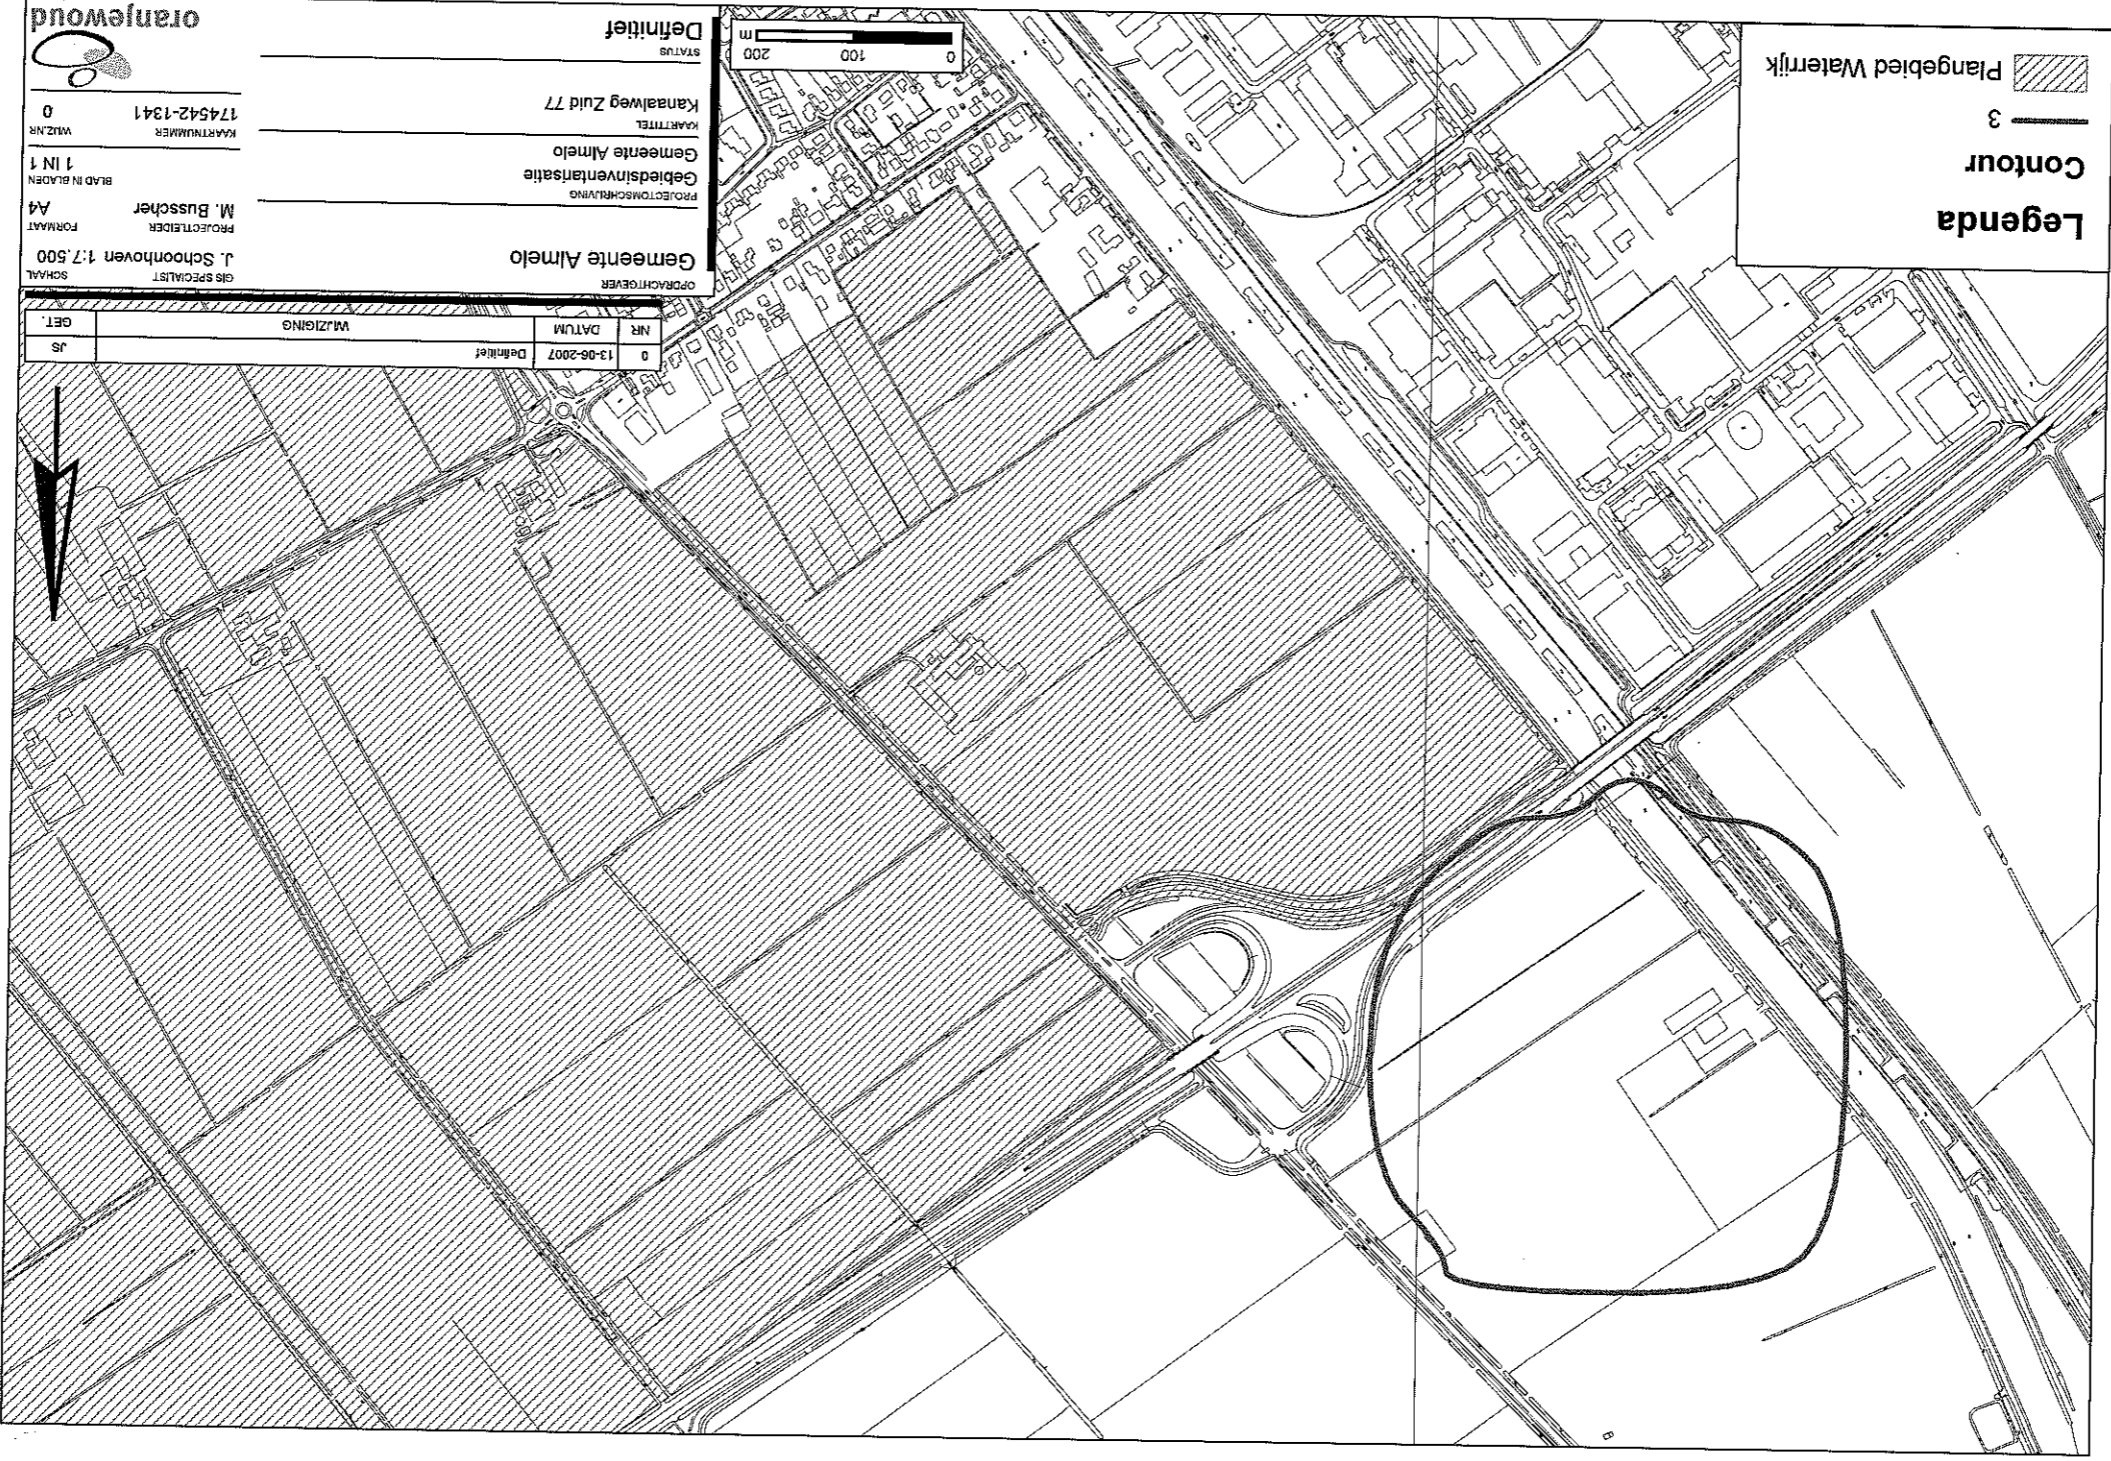 Legenda
Contour
3
Plangebied Waterrijk
0 100 200 m
NR DATUM WIJZIGING GET.
0 13-06-2007 Definitief JS
OPDRACHTGEVER
Gemeente Almelo
PROJECTOMSCHRIJVING
Gebiedsinventarisatie
Gemeente Almelo
KAARTTITEL
Kanaalweg Zuid 77
STATUS
Definitief
GIS SPECIALIST SCHAAL
J. Schoonhoven 1:7.500
PROJECTLEIDER FORMAAT
M. Busscher A4
BLAD IN BLADEN
1 IN 1
KAARTNUMMER WIJZ.NR
174542-1341 0
oranjewoud